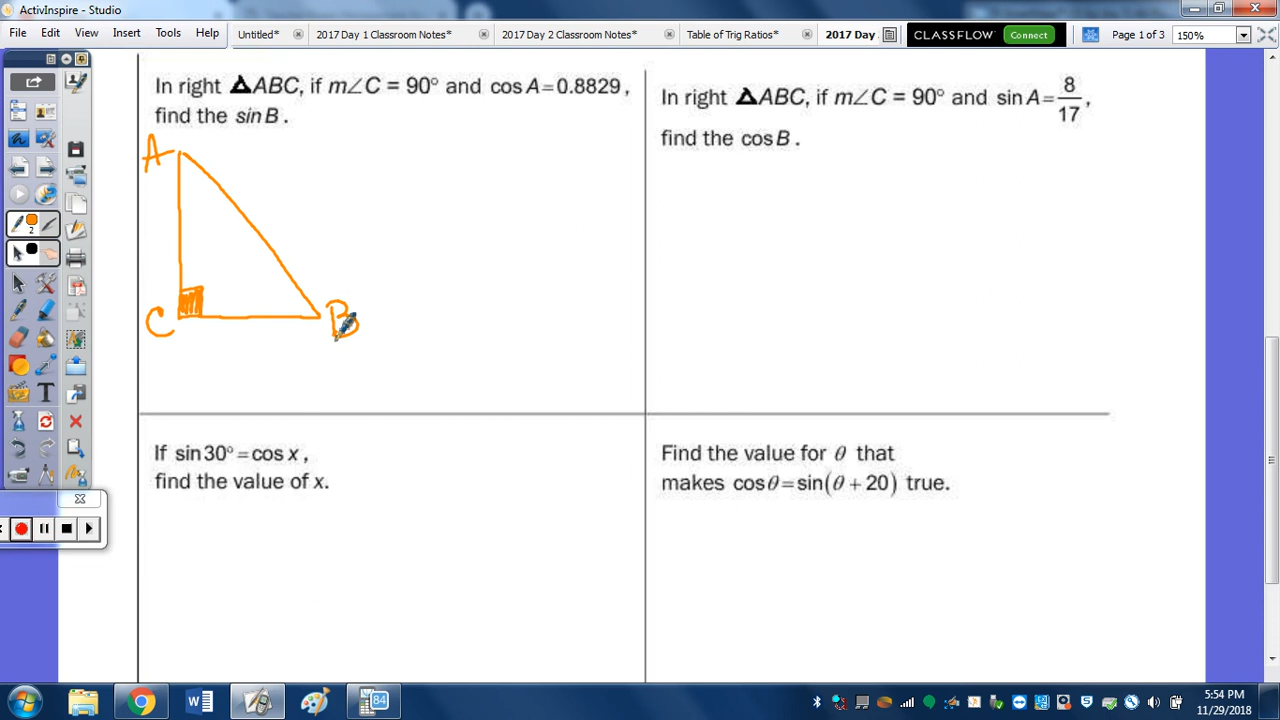 ActivInspire - Studio
File Edit View Insert Tools Help
Untitled* 2017 Day 1 Classroom Notes* 2017 Day 2 Classroom Notes* Table of Trig Ratios* 2017 Day
CLASSFLOW Connect
Page 1 of 3 150%
In right △ABC, if m∠C = 90° and cos A = 0.8829,
find the sin B.
A
C
B
In right △ABC, if m∠C = 90° and sin A = 8/17,
find the cos B.
If sin 30° = cos x,
find the value of x.
Find the value for θ that
makes cos θ = sin(θ + 20) true.
2
T
W
84
5:54 PM
11/29/2018